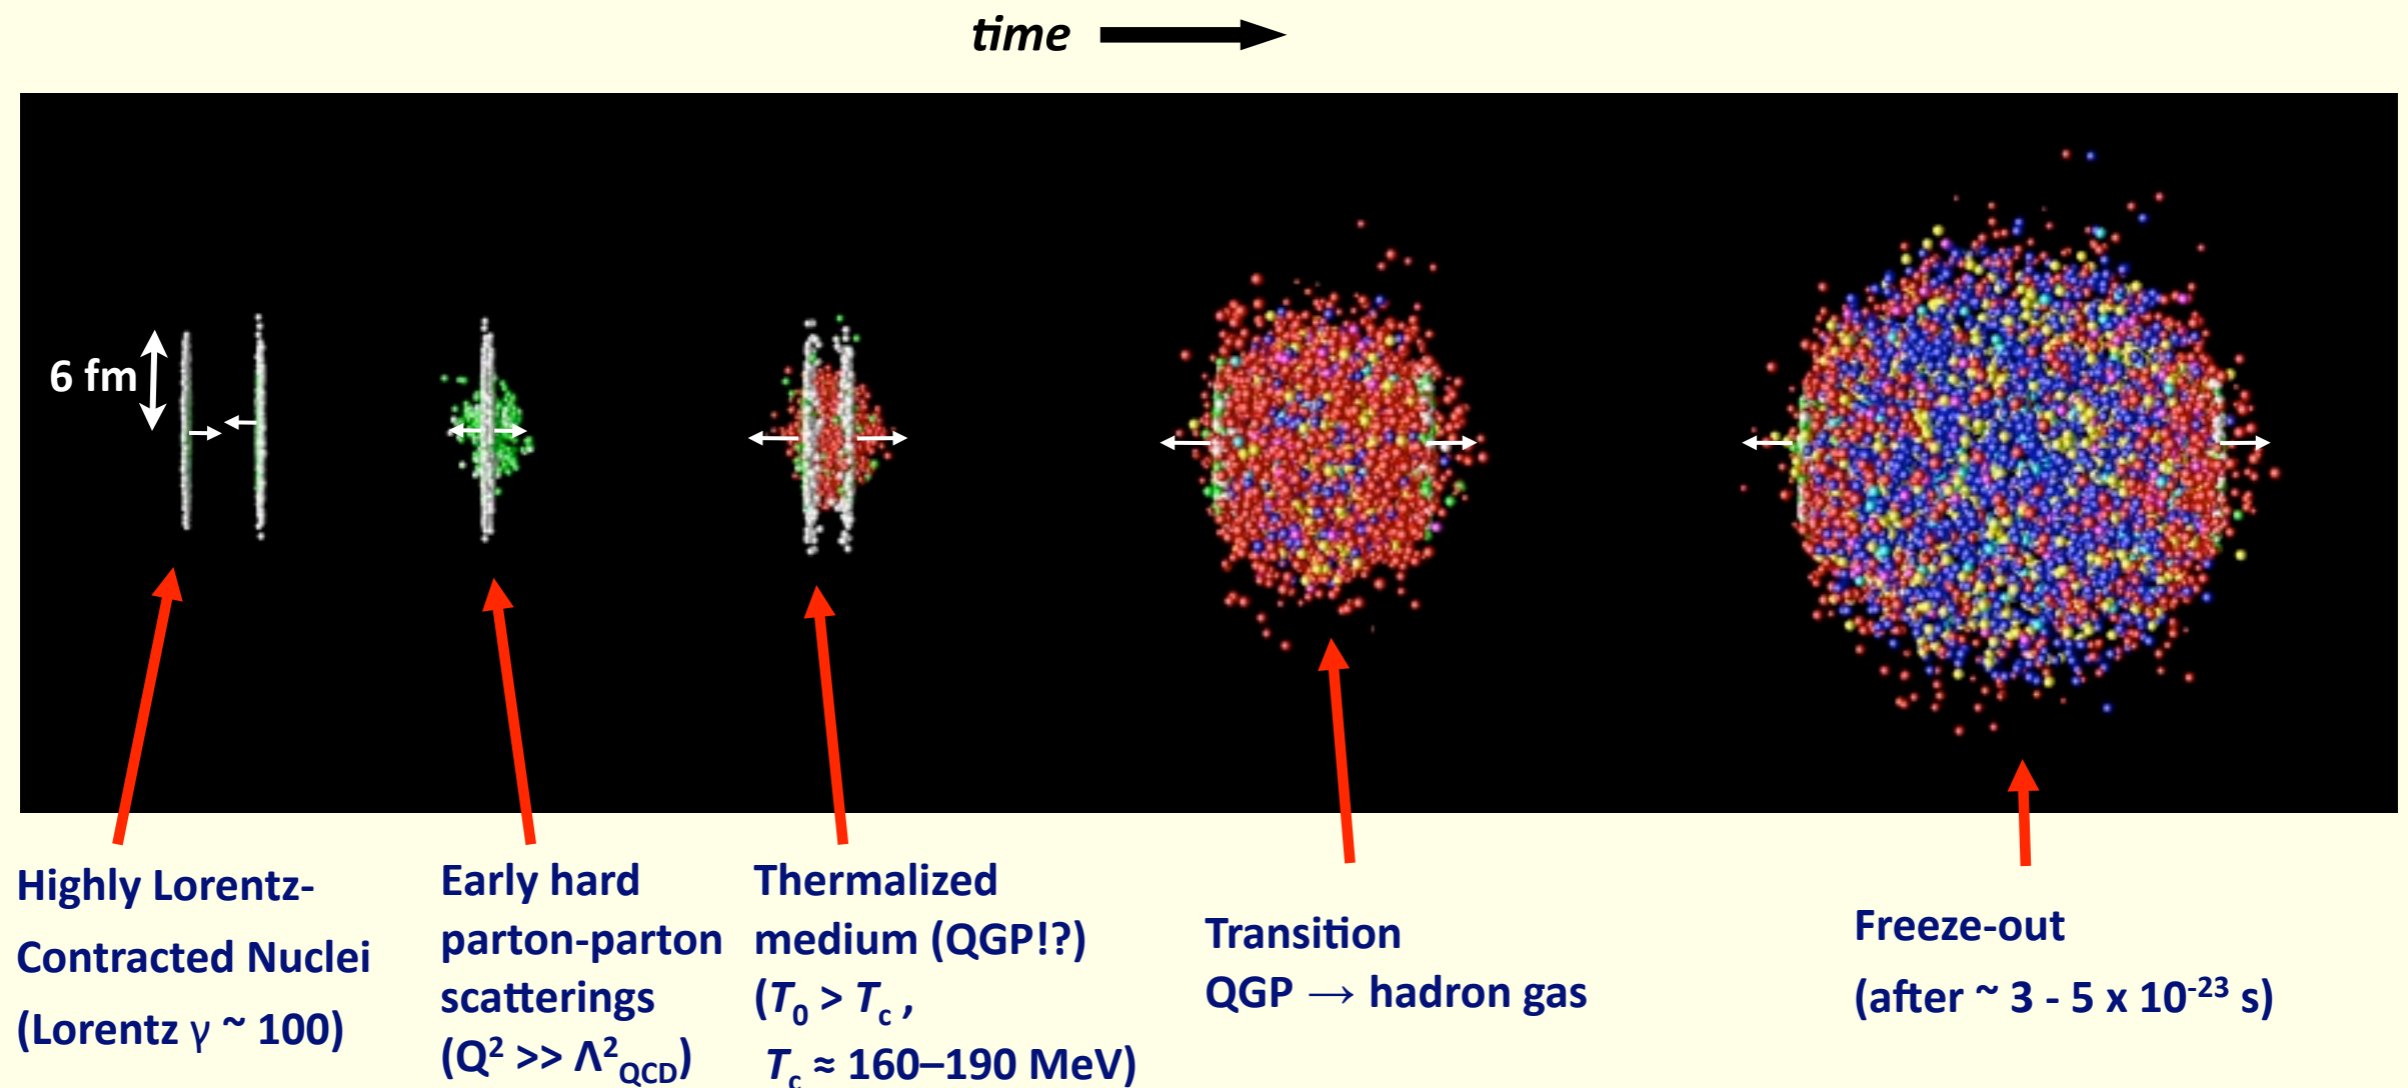 time
6 fm
Highly Lorentz-
Contracted Nuclei
(Lorentz γ ~ 100)
Early hard
parton-parton
scatterings
(Q² >> Λ²QCD)
Thermalized
medium (QGP!?)
(T₀ > Tc ,
Tc ≈ 160–190 MeV)
Transition
QGP → hadron gas
Freeze-out
(after ~ 3 - 5 x 10⁻²³ s)